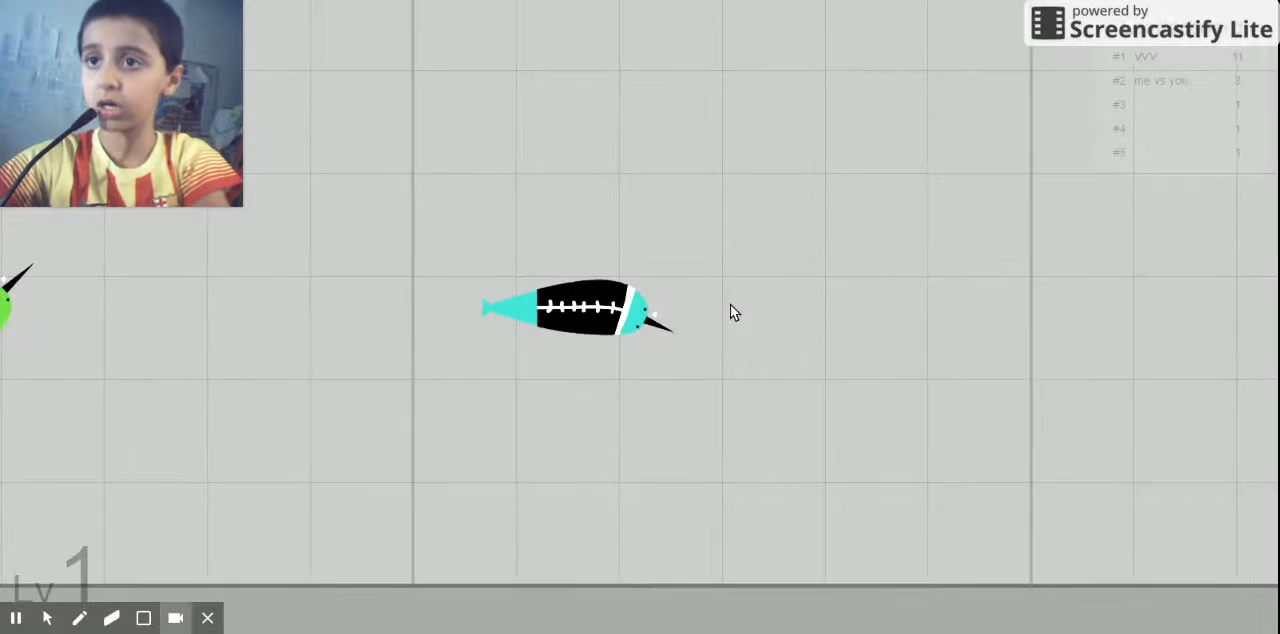 powered by
Screencastify Lite
#1 VVV 11
#2 me vs you 3
#3 1
#4 1
#5 1
Lv 1